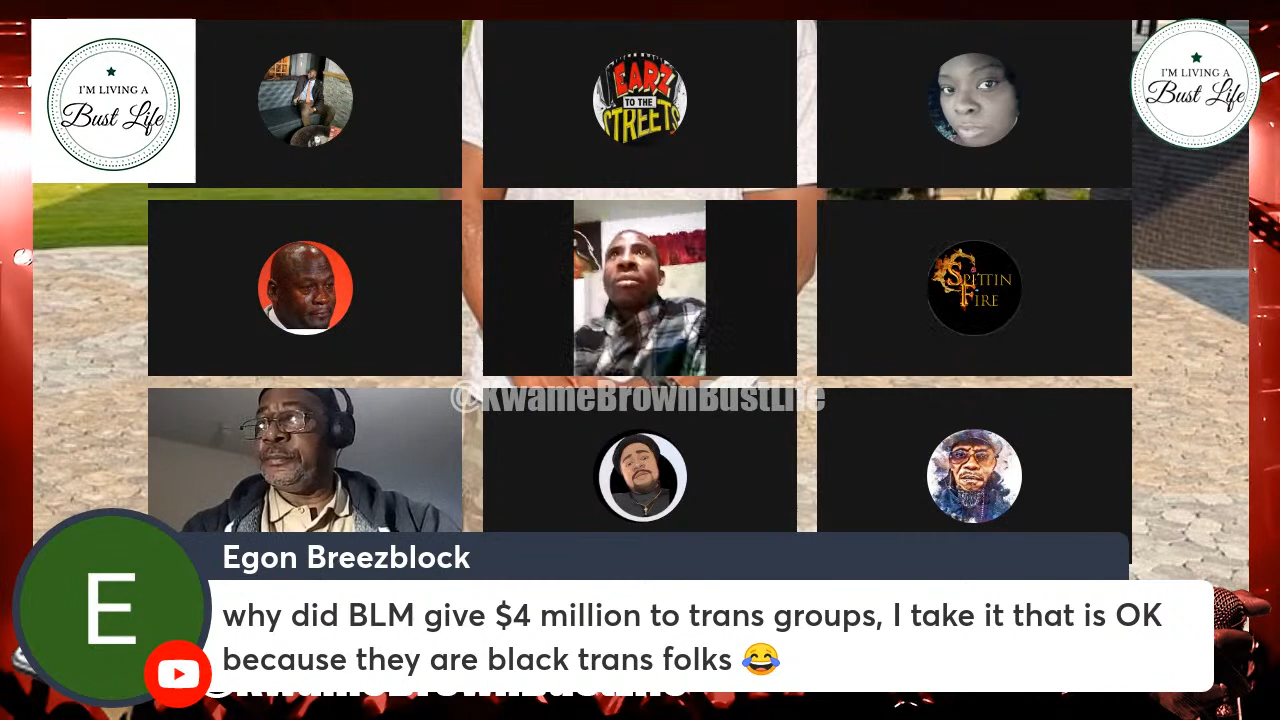 I'M LIVING A
Bust Life
EARZ
TO THE
STREETS
I'M LIVING A
Bust Life
SPITTIN
FIRE
@KwameBrownBustLife
E
Egon Breezblock
why did BLM give $4 million to trans groups, I take it that is OK
because they are black trans folks 😂